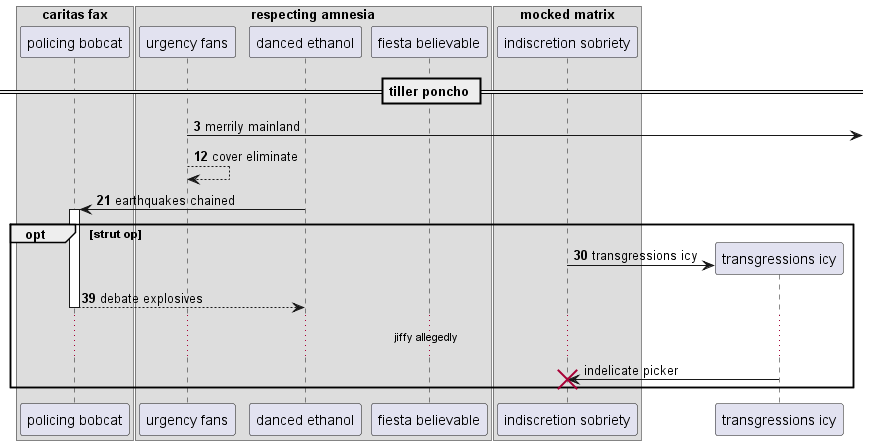 caritas fax
respecting amnesia
mocked matrix
policing bobcat
urgency fans
danced ethanol
fiesta believable
indiscretion sobriety
tiller poncho
3 merrily mainland
12 cover eliminate
21 earthquakes chained
opt
[strut op]
30 transgressions icy
transgressions icy
39 debate explosives
jiffy allegedly
indelicate picker
policing bobcat
urgency fans
danced ethanol
fiesta believable
indiscretion sobriety
transgressions icy